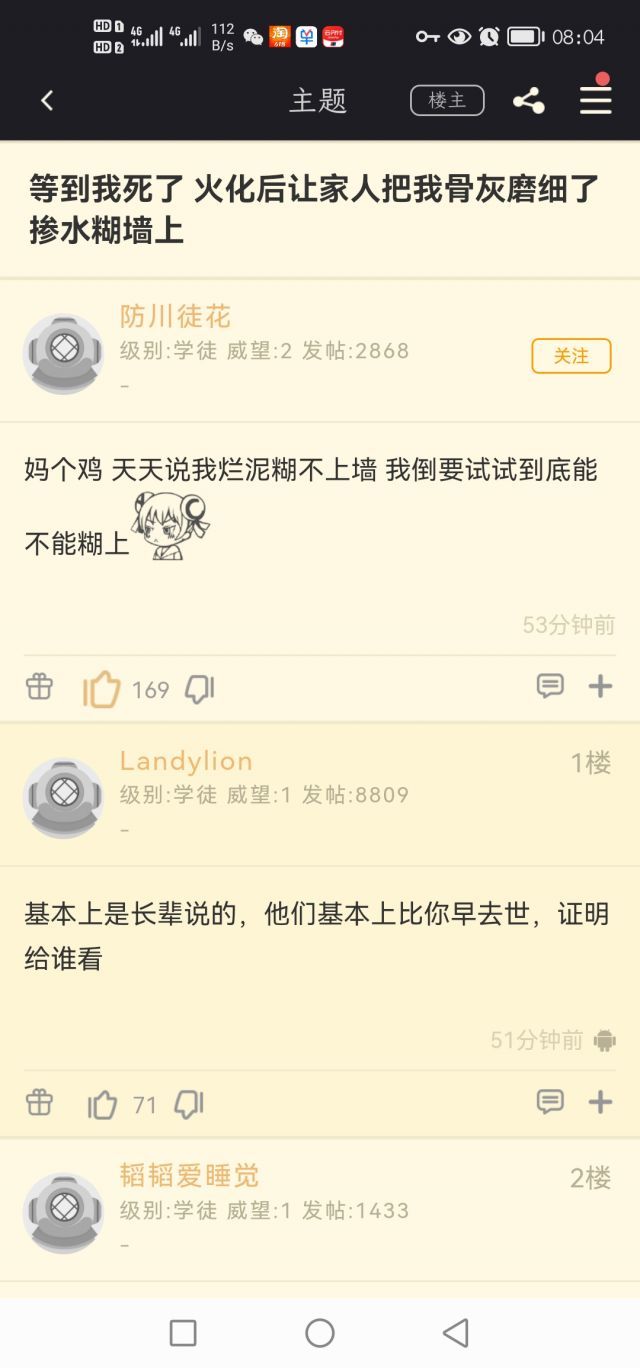 HD 1 4G 4G 112 08:04
HD 2 B/s
主题 楼主
等到我死了 火化后让家人把我骨灰磨细了
掺水糊墙上
防川徒花
级别:学徒 威望:2 发帖:2868
关注
-
妈个鸡 天天说我烂泥糊不上墙 我倒要试试到底能
不能糊上
53分钟前
169
Landylion 1楼
级别:学徒 威望:1 发帖:8809
-
基本上是长辈说的，他们基本上比你早去世，证明
给谁看
51分钟前
71
韬韬爱睡觉 2楼
级别:学徒 威望:1 发帖:1433
-